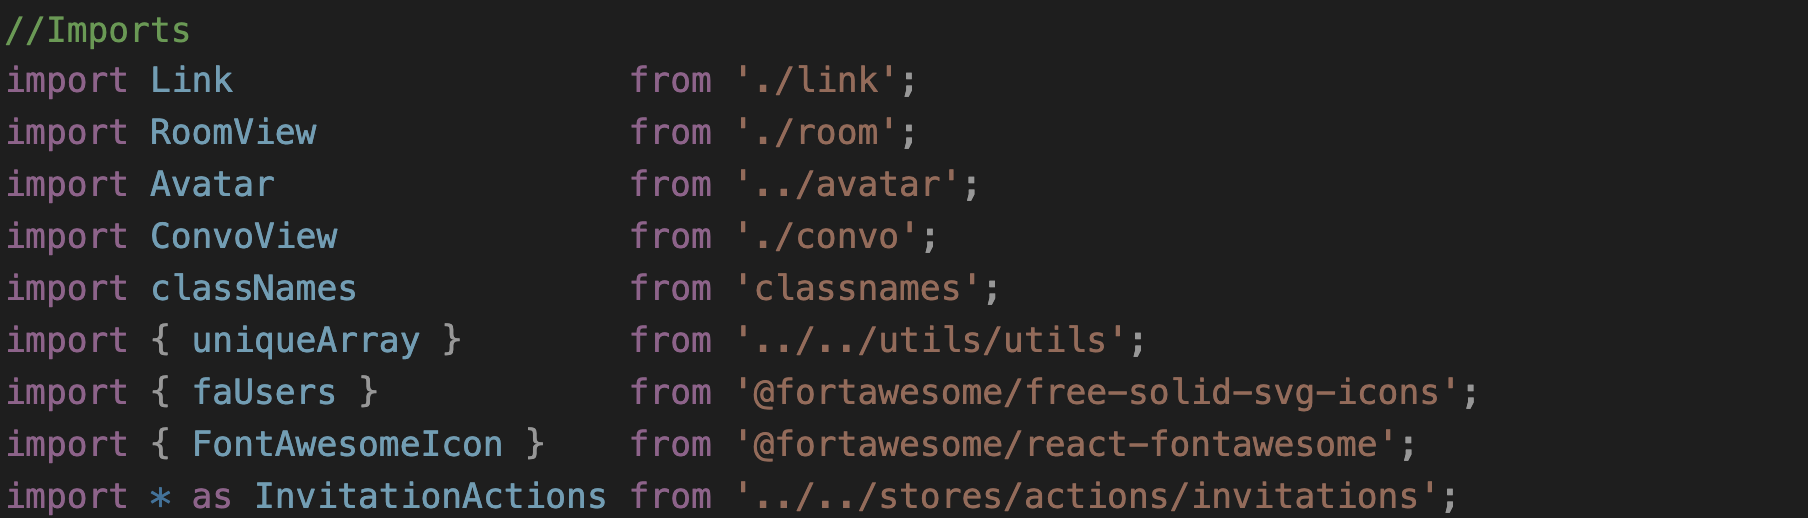 //Imports
import Link                   from './link';
import RoomView               from './room';
import Avatar                 from '../avatar';
import ConvoView              from './convo';
import classNames             from 'classnames';
import { uniqueArray }        from '../../utils/utils';
import { faUsers }            from '@fortawesome/free-solid-svg-icons';
import { FontAwesomeIcon }    from '@fortawesome/react-fontawesome';
import * as InvitationActions from '../../stores/actions/invitations';